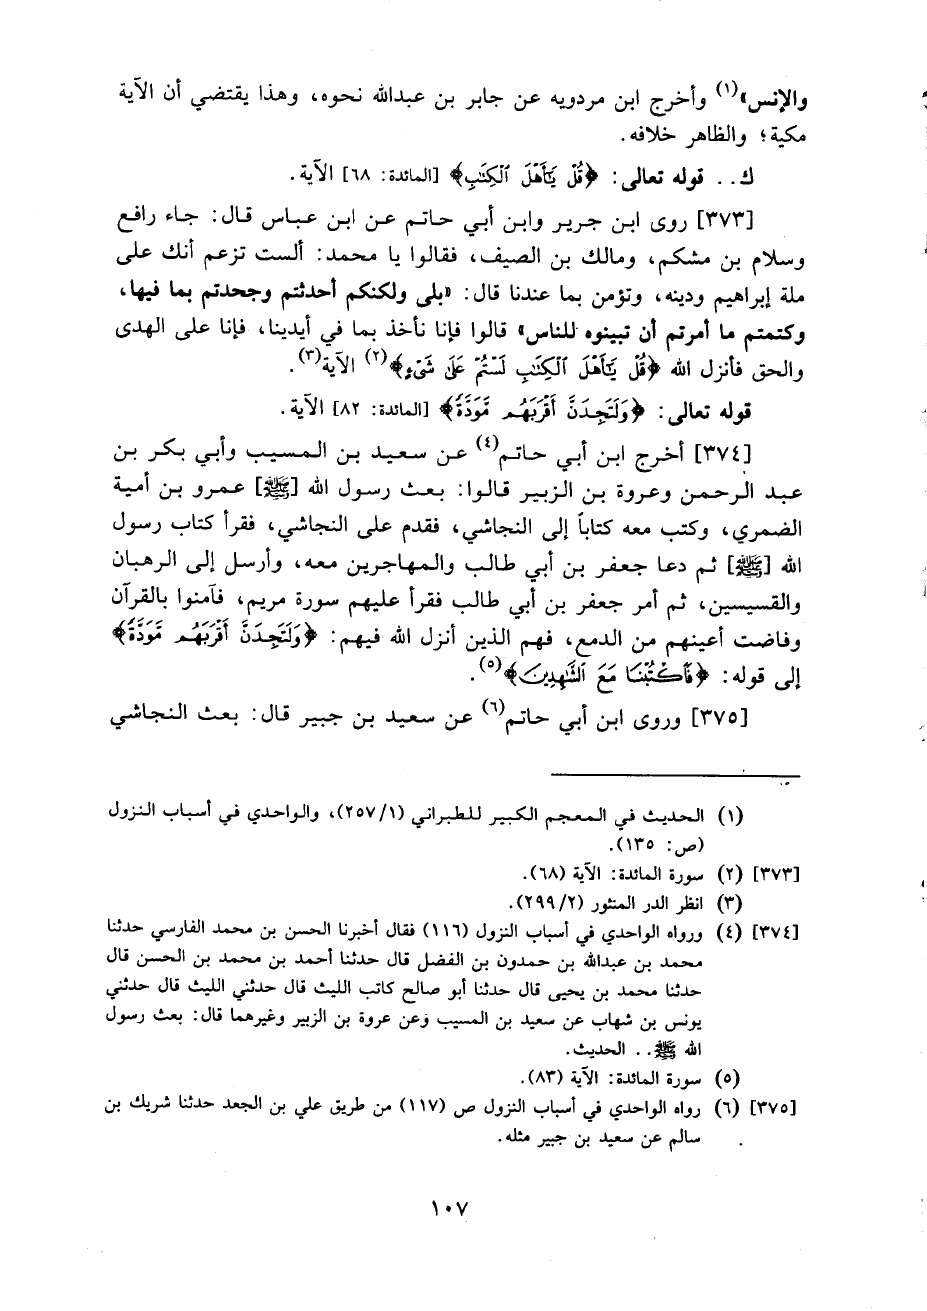 والإنس»(١) وأخرج ابن مردويه عن جابر بن عبدالله نحوه، وهذا يقتضي أن الآية
مكية؛ والظاهر خلافه.
ك.. قوله تعالى: ﴿قُلْ يَٰٓأَهْلَ ٱلْكِتَٰبِ﴾ [المائدة: ٦٨] الآية.
[٣٧٣] روى ابن جرير وابن أبي حاتم عن ابن عباس قال: جاء رافع
وسلام بن مشكم، ومالك بن الصيف، فقالوا يا محمد: ألست تزعم أنك على
ملة إبراهيم ودينه، وتؤمن بما عندنا قال: «بلى ولكنكم أحدثتم وجحدتم بما فيها،
وكتمتم ما أمرتم أن تبينوه للناس» قالوا فإنا نأخذ بما في أيدينا، فإنا على الهدى
والحق فأنزل الله ﴿قُلْ يَٰٓأَهْلَ ٱلْكِتَٰبِ لَسْتُمْ عَلَىٰ شَىْءٍ﴾(٢) الآية(٣).
قوله تعالى: ﴿وَلَتَجِدَنَّ أَقْرَبَهُم مَّوَدَّةً﴾ [المائدة: ٨٢] الآية.
[٣٧٤] أخرج ابن أبي حاتم(٤) عن سعيد بن المسيب وأبي بكر بن
عبد الرحمن وعروة بن الزبير قالوا: بعث رسول الله [ﷺ] عمرو بن أمية
الضمري، وكتب معه كتاباً إلى النجاشي، فقدم على النجاشي، فقرأ كتاب رسول
الله [ﷺ] ثم دعا جعفر بن أبي طالب والمهاجرين معه، وأرسل إلى الرهبان
والقسيسين، ثم أمر جعفر بن أبي طالب فقرأ عليهم سورة مريم، فآمنوا بالقرآن
وفاضت أعينهم من الدمع، فهم الذين أنزل الله فيهم: ﴿وَلَتَجِدَنَّ أَقْرَبَهُم مَّوَدَّةً﴾
إلى قوله: ﴿فَٱكْتُبْنَا مَعَ ٱلشَّٰهِدِينَ﴾(٥).
[٣٧٥] وروى ابن أبي حاتم(٦) عن سعيد بن جبير قال: بعث النجاشي
(١) الحديث في المعجم الكبير للطبراني (٢٥٧/١)، والواحدي في أسباب النزول
(ص: ١٣٥).
[٣٧٣] (٢) سورة المائدة: الآية (٦٨).
(٣) انظر الدر المنثور (٢٩٩/٢).
[٣٧٤] (٤) ورواه الواحدي في أسباب النزول (١١٦) فقال أخبرنا الحسن بن محمد الفارسي حدثنا
محمد بن عبدالله بن حمدون بن الفضل قال حدثنا أحمد بن محمد بن الحسن قال
حدثنا محمد بن يحيى قال حدثنا أبو صالح كاتب الليث قال حدثني الليث قال حدثني
يونس بن شهاب عن سعيد بن المسيب وعن عروة بن الزبير وغيرهما قال: بعث رسول
الله ﷺ.. الحديث.
(٥) سورة المائدة: الآية (٨٣).
[٣٧٥] (٦) رواه الواحدي في أسباب النزول ص (١١٧) من طريق علي بن الجعد حدثنا شريك بن
سالم عن سعيد بن جبير مثله.
١٠٧